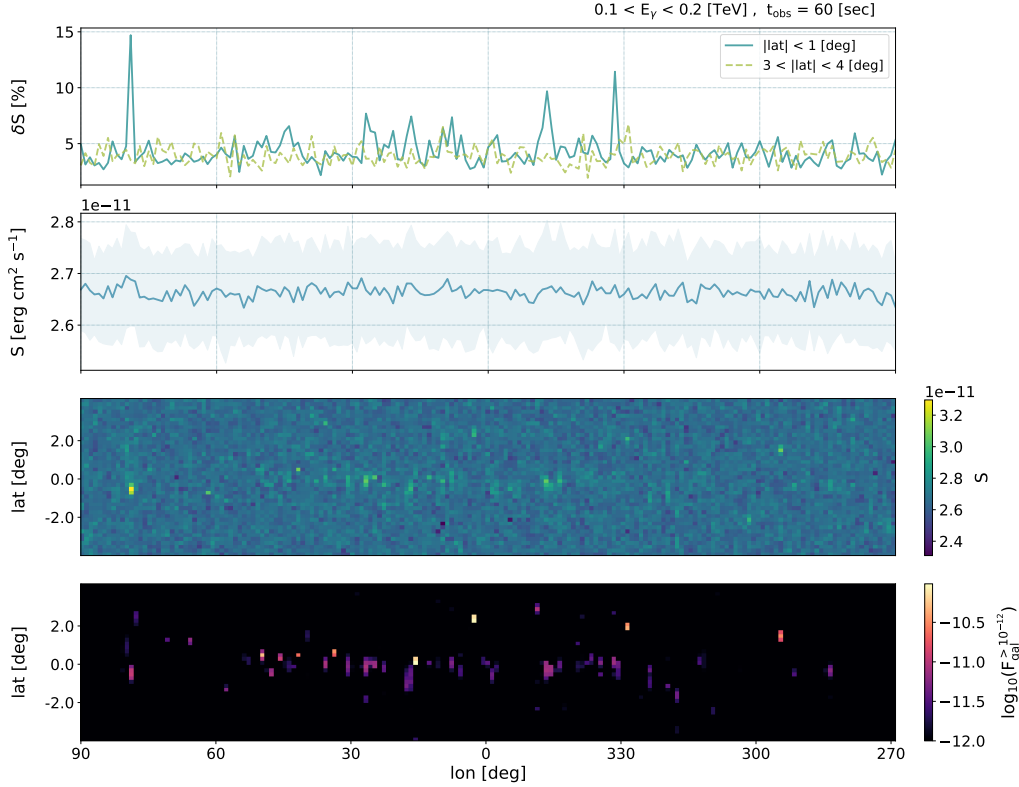 0.1 < Eγ < 0.2 [TeV] , t_obs = 60 [sec]
|lat| < 1 [deg]
3 < |lat| < 4 [deg]
15
10
5
δS [%]
1e−11
2.8
2.7
2.6
S [erg cm² s⁻¹]
1e−11
2.0
0.0
-2.0
lat [deg]
3.2
3.0
2.8
2.6
2.4
S
2.0
0.0
-2.0
lat [deg]
−10.5
−11.0
−11.5
−12.0
log₁₀(F_gal^{>10⁻¹²})
90 60 30 0 330 300 270
lon [deg]